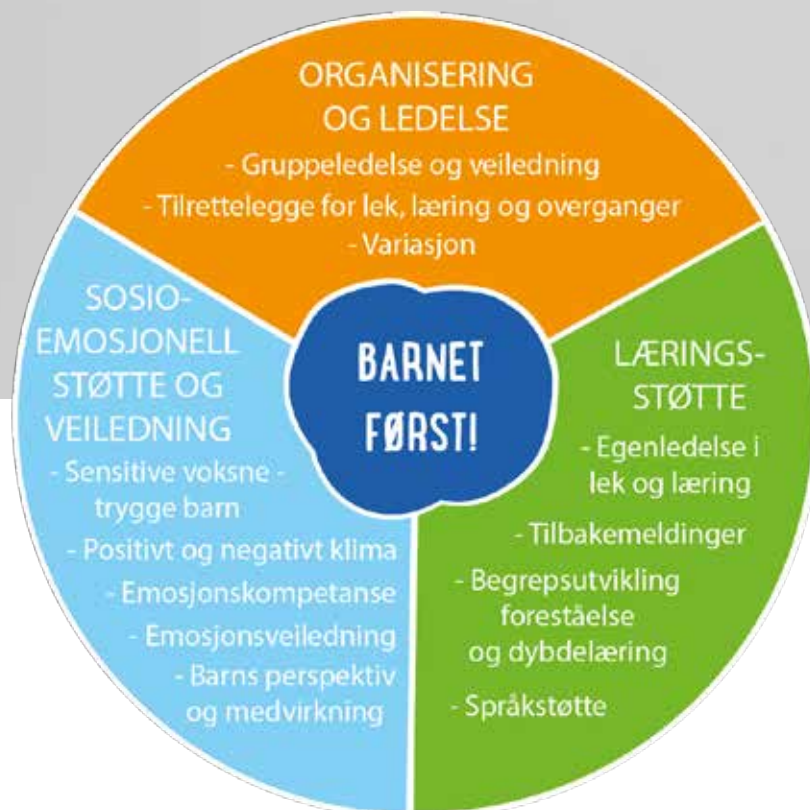 ORGANISERING
OG LEDELSE
- Gruppeledelse og veiledning
- Tilrettelegge for lek, læring og overganger
- Variasjon
SOSIO-
EMOSJONELL
STØTTE OG
VEILEDNING
- Sensitive voksne -
trygge barn
- Positivt og negativt klima
- Emosjonskompetanse
- Emosjonsveiledning
- Barns perspektiv
og medvirkning
BARNET
FØRST!
LÆRINGS-
STØTTE
- Egenledelse i
lek og læring
- Tilbakemeldinger
- Begrepsutvikling
foreståelse
og dybdelæring
- Språkstøtte